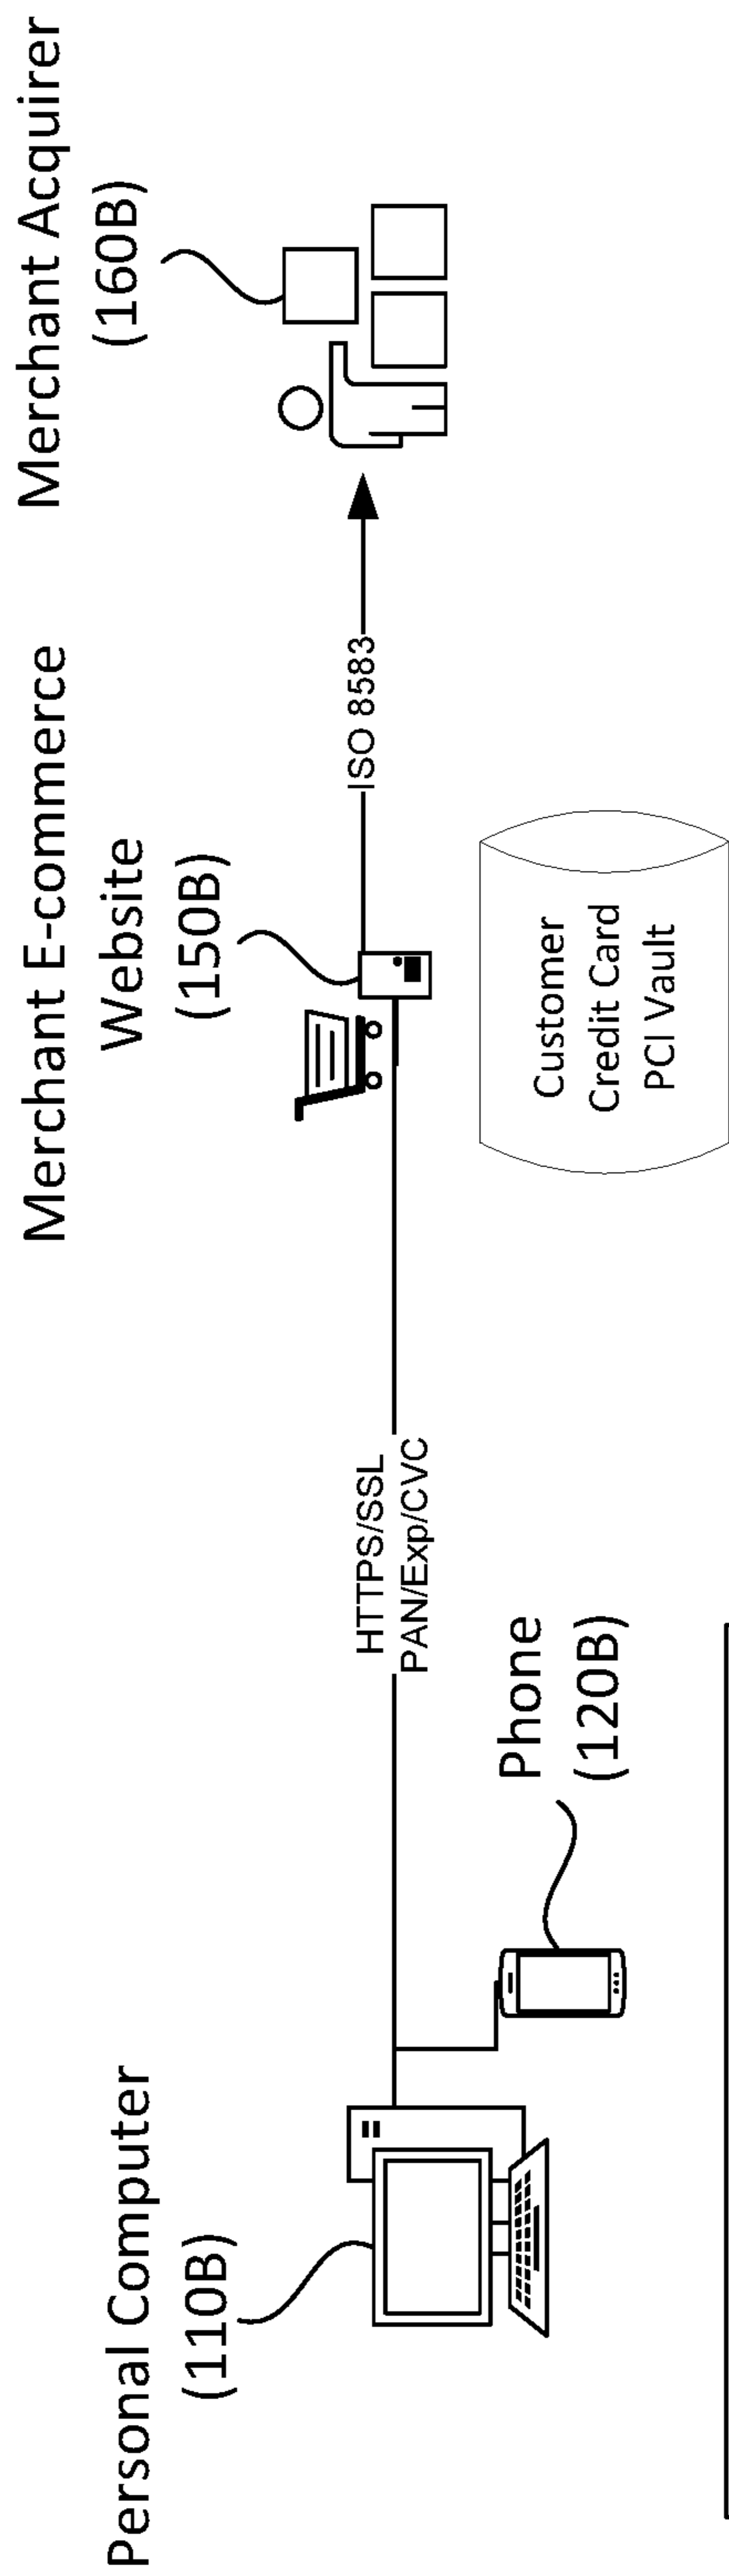 Personal Computer
(110B)
Phone
(120B)
HTTPS/SSL
PAN/Exp/CVC
Merchant E-commerce
Website
(150B)
Customer
Credit Card
PCI Vault
ISO 8583
Merchant Acquirer
(160B)